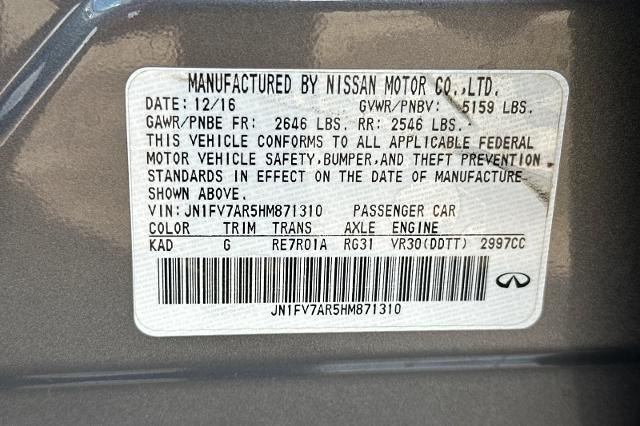 MANUFACTURED BY NISSAN MOTOR CO.,LTD.
DATE: 12/16 GVWR/PNBV: 5159 LBS.
GAWR/PNBE FR: 2646 LBS. RR: 2546 LBS.
THIS VEHICLE CONFORMS TO ALL APPLICABLE FEDERAL
MOTOR VEHICLE SAFETY,BUMPER,AND THEFT PREVENTION
STANDARDS IN EFFECT ON THE DATE OF MANUFACTURE
SHOWN ABOVE.
VIN: JN1FV7AR5HM871310 PASSENGER CAR
COLOR TRIM TRANS AXLE ENGINE
KAD G RE7R01A RG31 VR30(DDTT) 2997CC
JN1FV7AR5HM871310